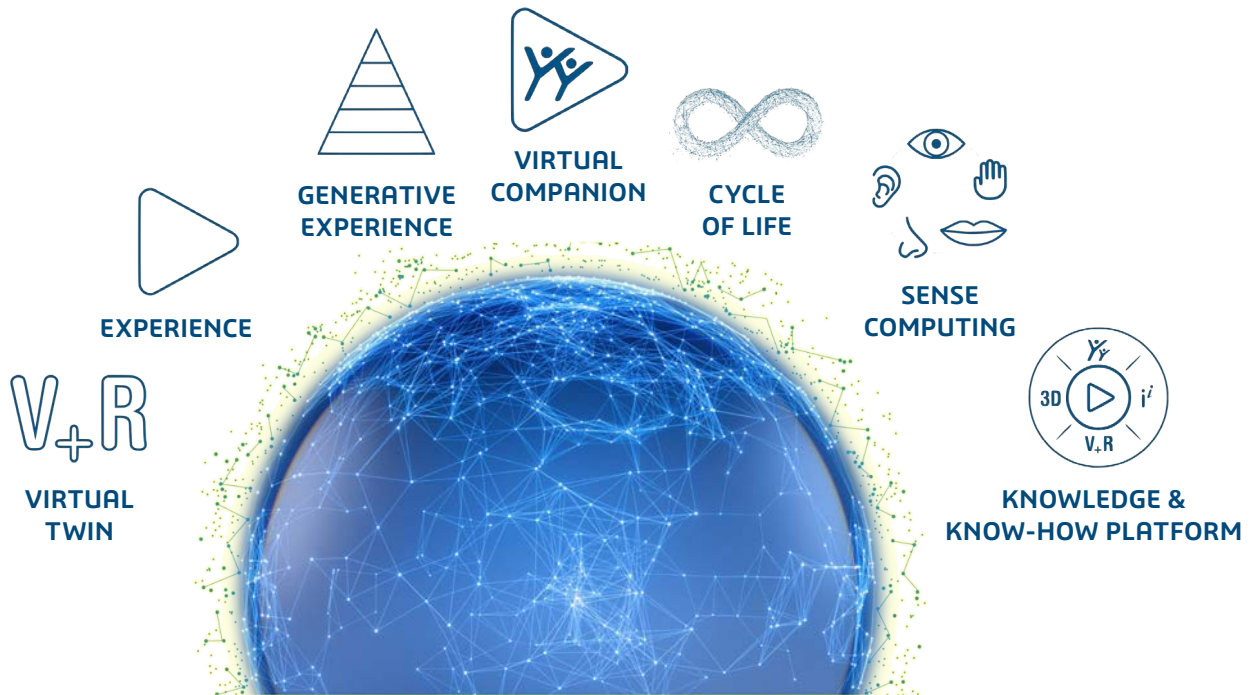 V+R
VIRTUAL
TWIN
EXPERIENCE
GENERATIVE
EXPERIENCE
VIRTUAL
COMPANION
CYCLE
OF LIFE
SENSE
COMPUTING
3D
i i
V+R
KNOWLEDGE &
KNOW-HOW PLATFORM